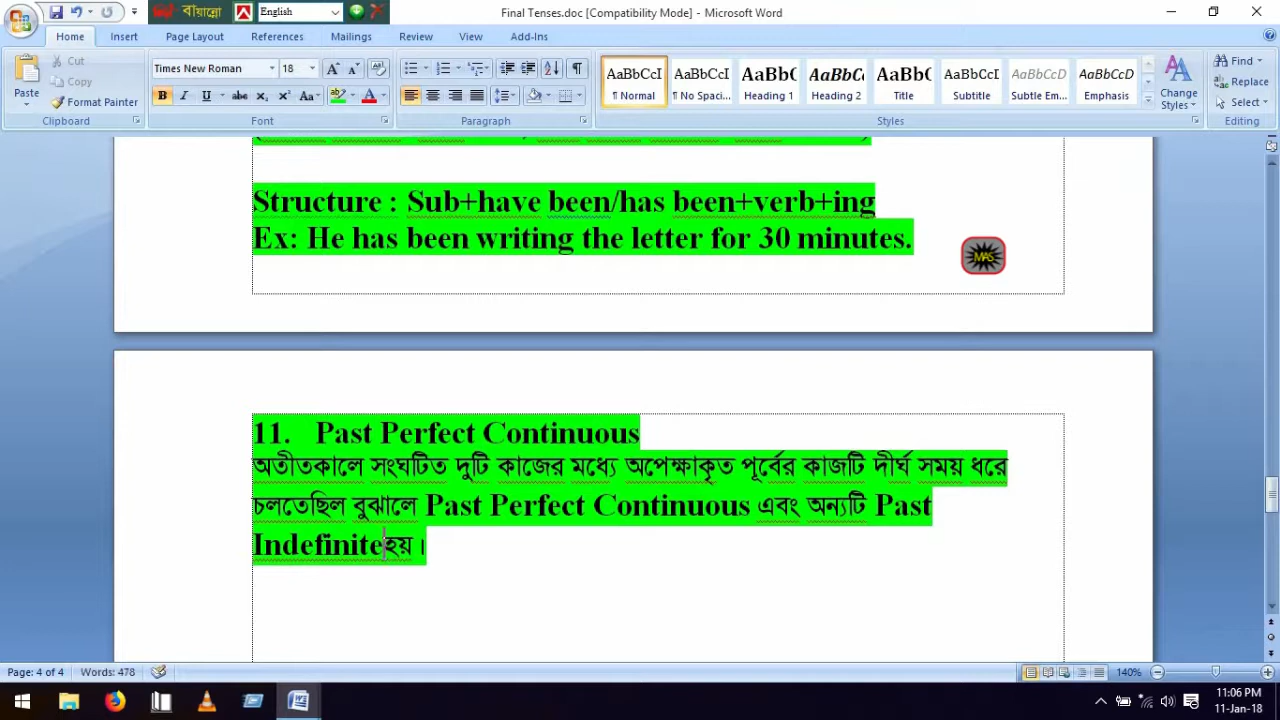 বায়ান্নো English Final Tenses.doc [Compatibility Mode] - Microsoft Word
Home Insert Page Layout References Mailings Review View Add-Ins
Cut Times New Roman 18 AaBbCcI AaBbCcI AaBbC AaBbCc AaBbC AaBbCcI AaBbCcD AaBbCcD Find
Copy Replace
Paste Format Painter ¶ Normal ¶ No Spaci... Heading 1 Heading 2 Title Subtitle Subtle Em... Emphasis Change Styles Select
Clipboard Font Paragraph Styles Editing
Structure : Sub+have been/has been+verb+ing
Ex: He has been writing the letter for 30 minutes.
MAS
11. Past Perfect Continuous
অতীতকালে সংঘটিত দুটি কাজের মধ্যে অপেক্ষাকৃত পূর্বের কাজটি দীর্ঘ সময় ধরে
চলতেছিল বুঝালে Past Perfect Continuous এবং অন্যটি Past
Indefiniteহয়।
Page: 4 of 4 Words: 478 140%
11:06 PM
11-Jan-18